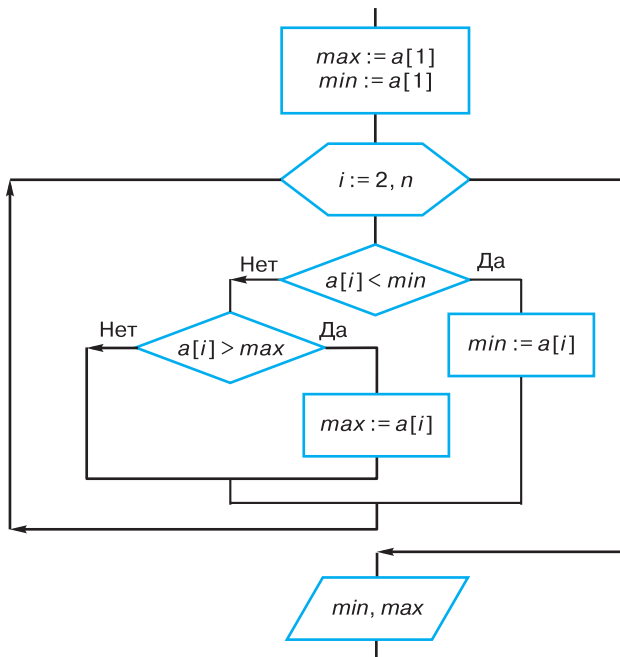 max := a[1]
min := a[1]
i := 2, n
Нет
a[i] < min
Да
Нет
a[i] > max
Да
min := a[i]
max := a[i]
min, max